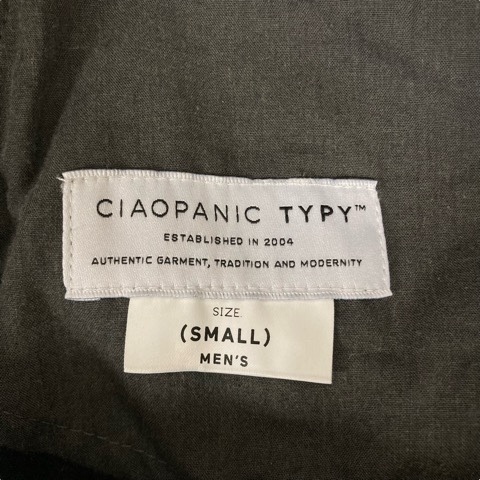 CIAOPANIC TYPY™
ESTABLISHED IN 2004
AUTHENTIC GARMENT, TRADITION AND MODERNITY
SIZE
(SMALL)
MEN'S